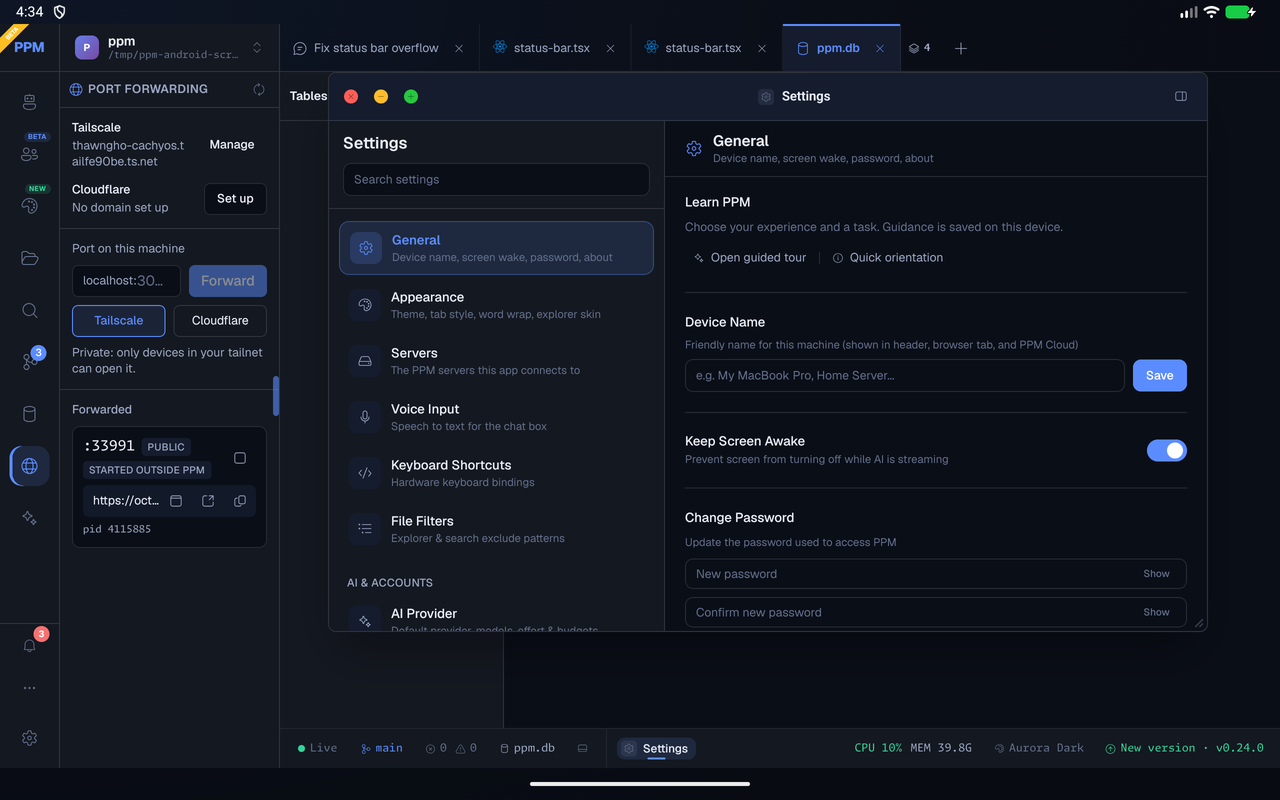 4:34
BETA
PPM
P
ppm
/tmp/ppm-android-scr…
Fix status bar overflow
status-bar.tsx
status-bar.tsx
ppm.db
4
PORT FORWARDING
BETA
NEW
3
3
Tailscale
thawngho-cachyos.t
ailfe90be.ts.net
Manage
Cloudflare
No domain set up
Set up
Port on this machine
localhost:30…
Forward
Tailscale
Cloudflare
Private: only devices in your tailnet
can open it.
Forwarded
:33991
PUBLIC
STARTED OUTSIDE PPM
https://oct…
pid 4115885
Tables
Settings
Settings
Search settings
General
Device name, screen wake, password, about
Appearance
Theme, tab style, word wrap, explorer skin
Servers
The PPM servers this app connects to
Voice Input
Speech to text for the chat box
Keyboard Shortcuts
Hardware keyboard bindings
File Filters
Explorer & search exclude patterns
AI & ACCOUNTS
AI Provider
Default provider, models, effort & budgets
General
Device name, screen wake, password, about
Learn PPM
Choose your experience and a task. Guidance is saved on this device.
Open guided tour
Quick orientation
Device Name
Friendly name for this machine (shown in header, browser tab, and PPM Cloud)
e.g. My MacBook Pro, Home Server…
Save
Keep Screen Awake
Prevent screen from turning off while AI is streaming
Change Password
Update the password used to access PPM
New password
Show
Confirm new password
Show
Live
main
0
0
ppm.db
Settings
CPU 10% MEM 39.8G
Aurora Dark
New version · v0.24.0